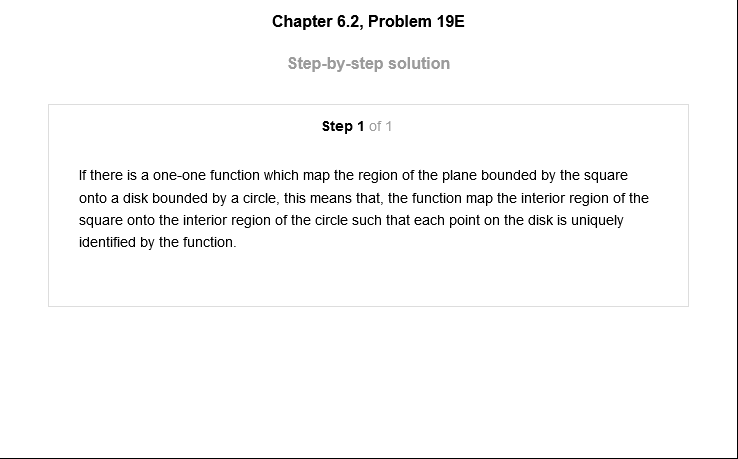 Chapter 6.2, Problem 19E
Step-by-step solution
Step 1 of 1
If there is a one-one function which map the region of the plane bounded by the square
onto a disk bounded by a circle, this means that, the function map the interior region of the
square onto the interior region of the circle such that each point on the disk is uniquely
identified by the function.